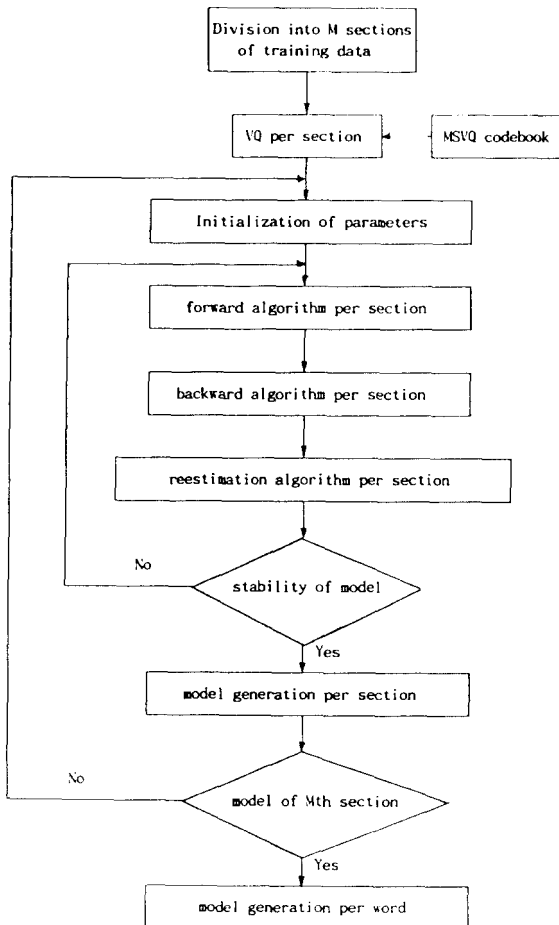 Division into M sections
of training data
VQ per section
MSVQ codebook
Initialization of parameters
forward algorithm per section
backward algorithm per section
reestimation algorithm per section
No
stability of model
Yes
model generation per section
No
model of Mth section
Yes
model generation per word